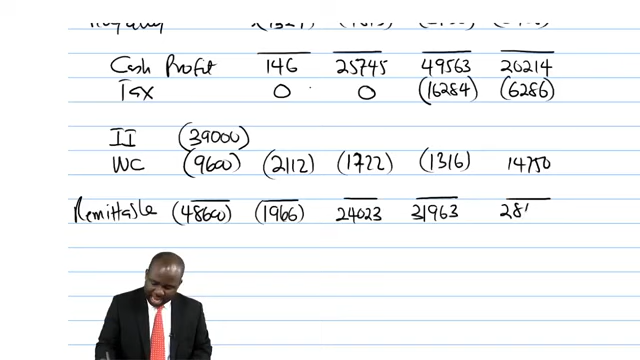 Cash Profit 146 25745 49563 20214
Tax 0 0 (16284) (6286)
II (39000)
WC (9600) (2112) (1722) (1316) 14750
Remittable (48600) (1966) 24023 31963 281